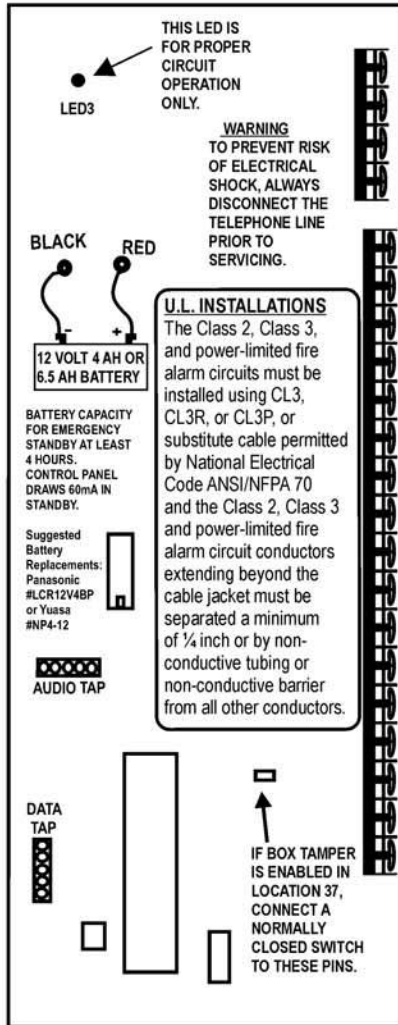 THIS LED IS
FOR PROPER
CIRCUIT
OPERATION
ONLY.
LED3
WARNING
TO PREVENT RISK
OF ELECTRICAL
SHOCK, ALWAYS
DISCONNECT THE
TELEPHONE LINE
PRIOR TO
SERVICING.
BLACK
RED
- +
12 VOLT 4 AH OR
6.5 AH BATTERY
BATTERY CAPACITY
FOR EMERGENCY
STANDBY AT LEAST
4 HOURS.
CONTROL PANEL
DRAWS 60mA IN
STANDBY.
Suggested
Battery
Replacements:
Panasonic
#LCR12V4BP
or Yuasa
#NP4-12
U.L. INSTALLATIONS
The Class 2, Class 3,
and power-limited fire
alarm circuits must be
installed using CL3,
CL3R, or CL3P, or
substitute cable permitted
by National Electrical
Code ANSI/NFPA 70
and the Class 2, Class 3
and power-limited fire
alarm circuit conductors
extending beyond the
cable jacket must be
separated a minimum
of ¼ inch or by non-
conductive tubing or
non-conductive barrier
from all other conductors.
AUDIO TAP
DATA
TAP
IF BOX TAMPER
IS ENABLED IN
LOCATION 37,
CONNECT A
NORMALLY
CLOSED SWITCH
TO THESE PINS.